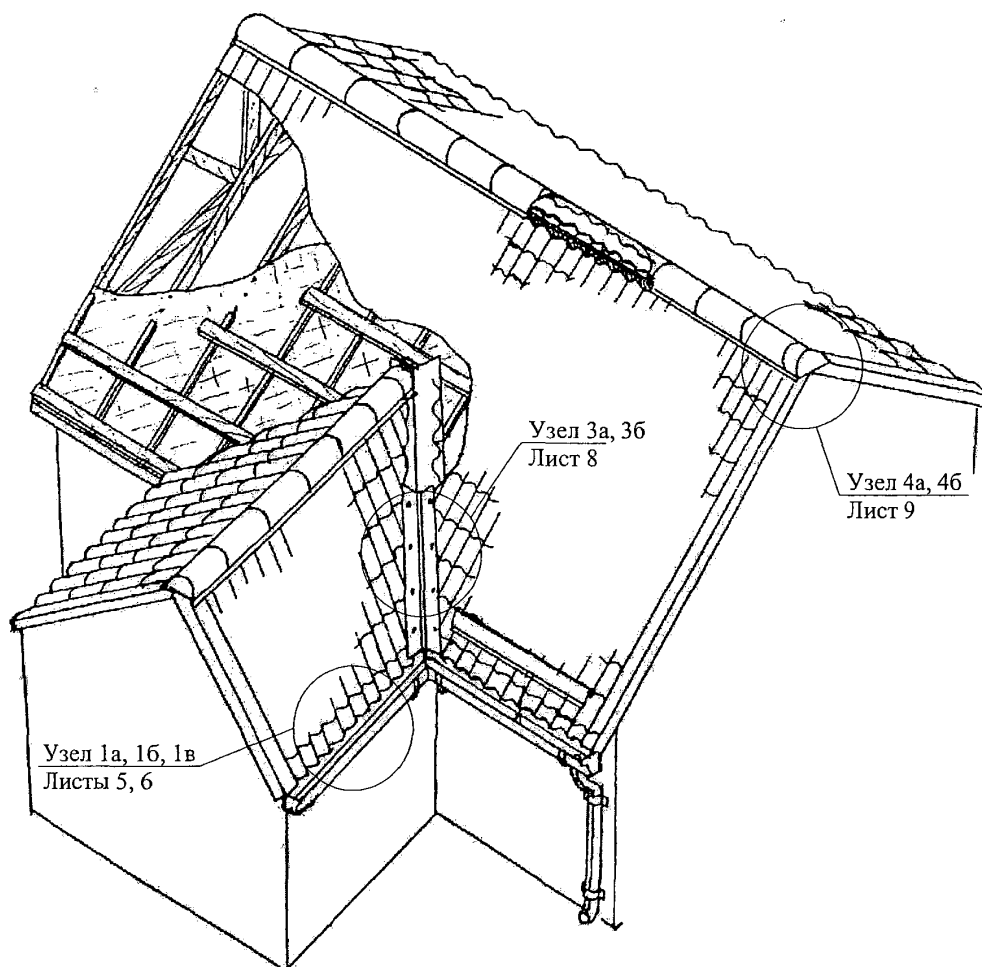 Узел 3а, 3б
Лист 8
Узел 4а, 4б
Лист 9
Узел 1а, 1б, 1в
Листы 5, 6